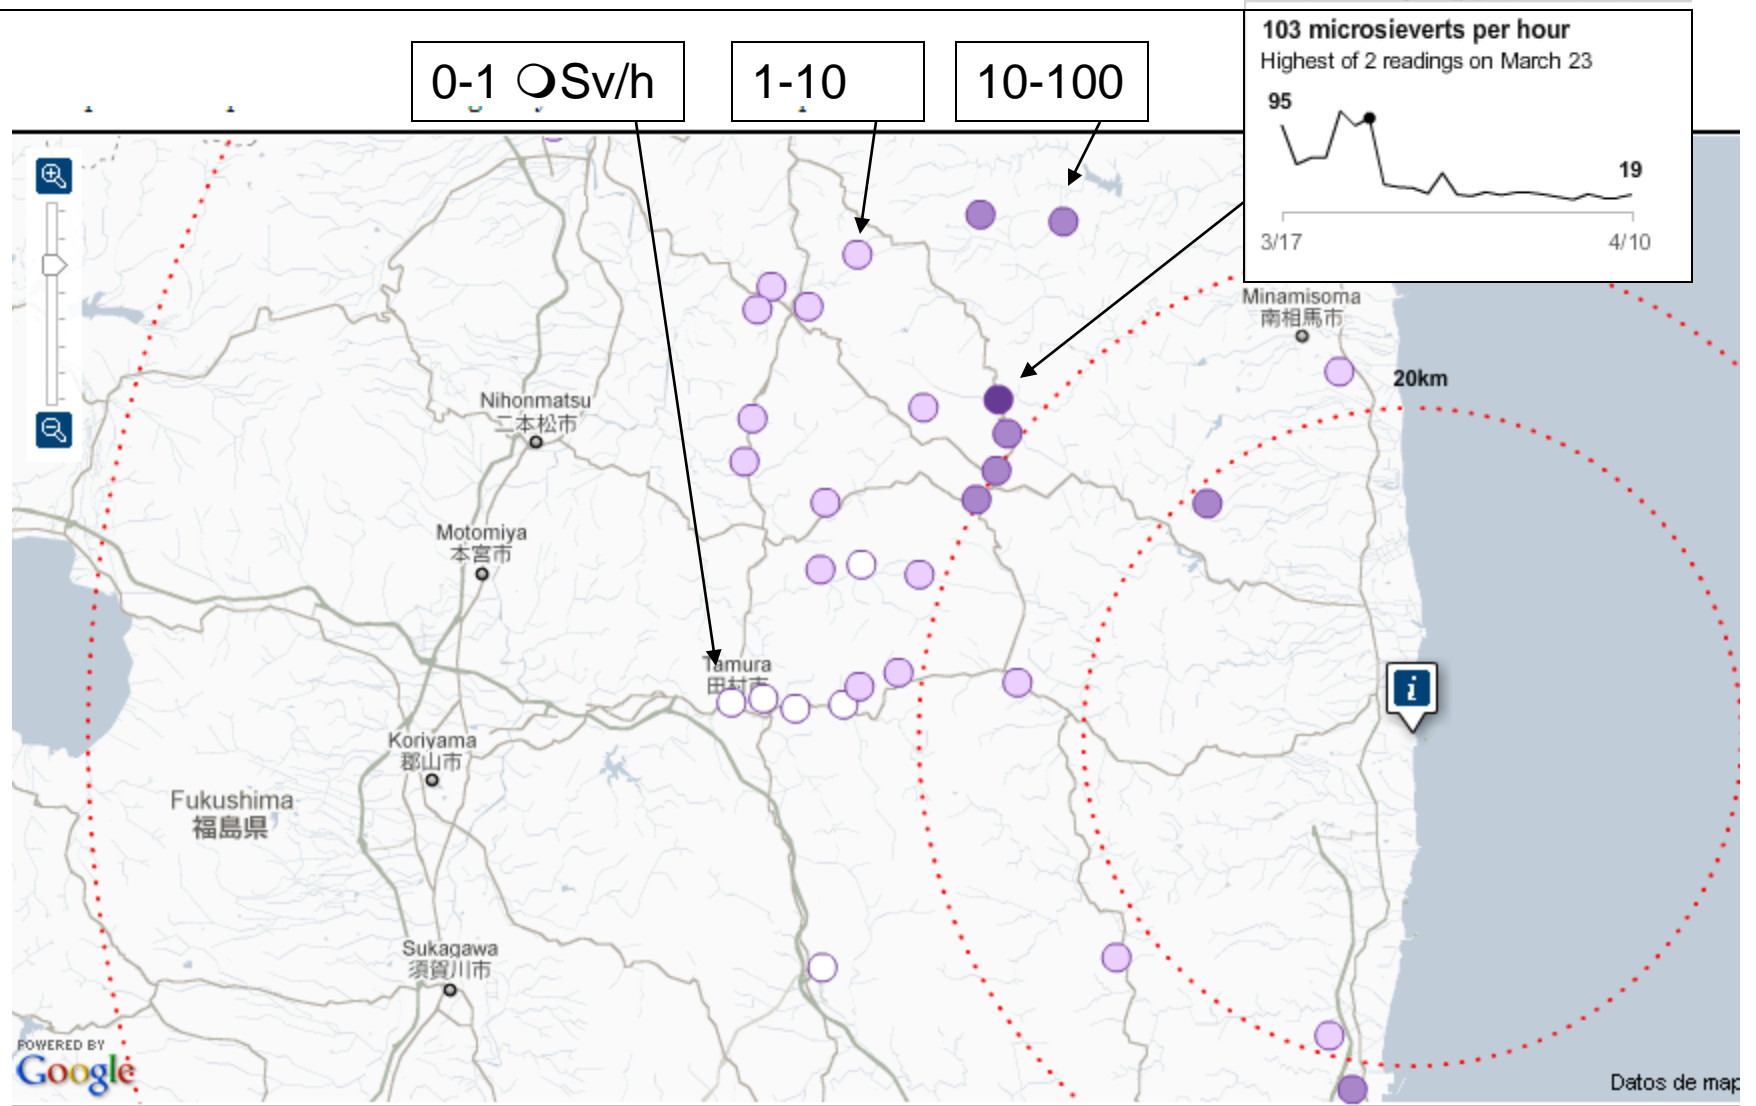 103 microsieverts per hour
Highest of 2 readings on March 23
95
19
3/17
4/10
0-1 ❍Sv/h
1-10
10-100
Minamisoma
南相馬市
20km
Nihonmatsu
二本松市
Motomiya
本宮市
Tamura
田村市
Koriyama
郡山市
Fukushima
福島県
Sukagawa
須賀川市
POWERED BY
Google
Datos de map